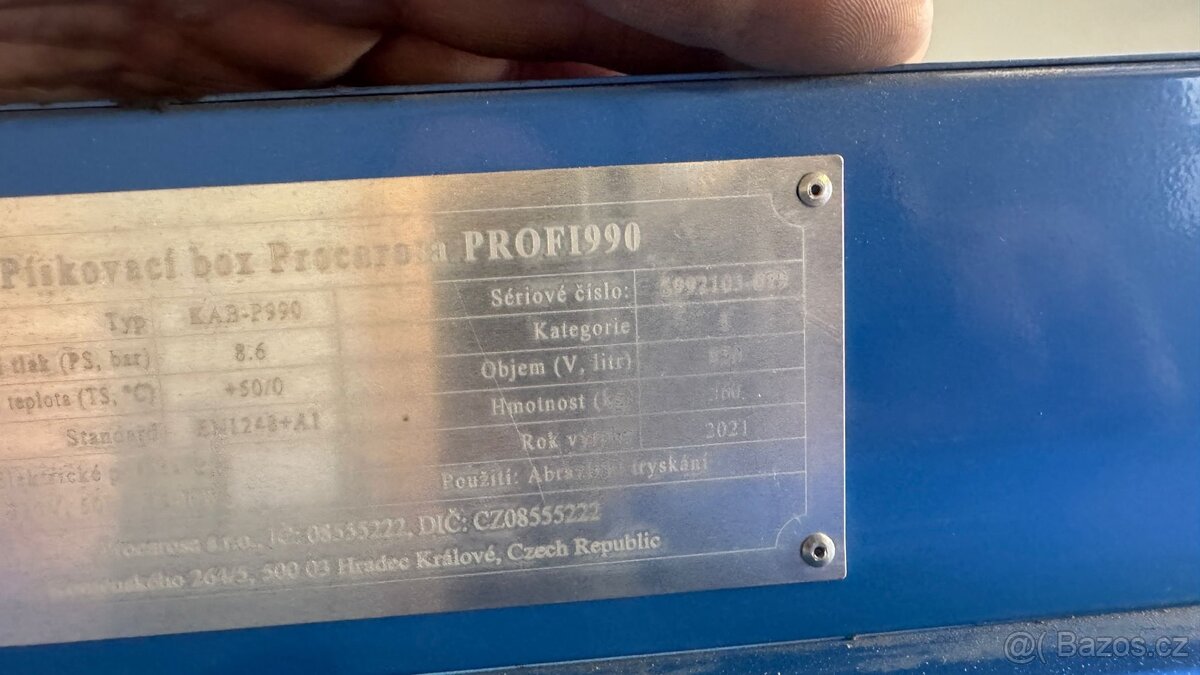 Pískovací box Procarosa PROFI990
Typ KAB-P990 Sériové číslo:
tlak (PS, bar) 8.6 Kategorie
teplota (TS, °C) +50/0 Objem (V, litr)
Standard EN1248+A1 Hmotnost
2021
Rok
Použití: tryskání
s.r.o., IČ: 08555222, DIČ: CZ08555222
264/5, 500 03 Hradec Králové, Czech Republic
@( Bazos.cz